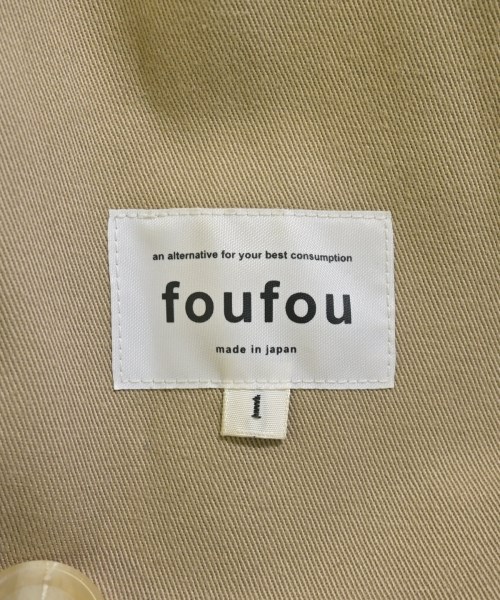 an alternative for your best consumption
foufou
made in japan
1